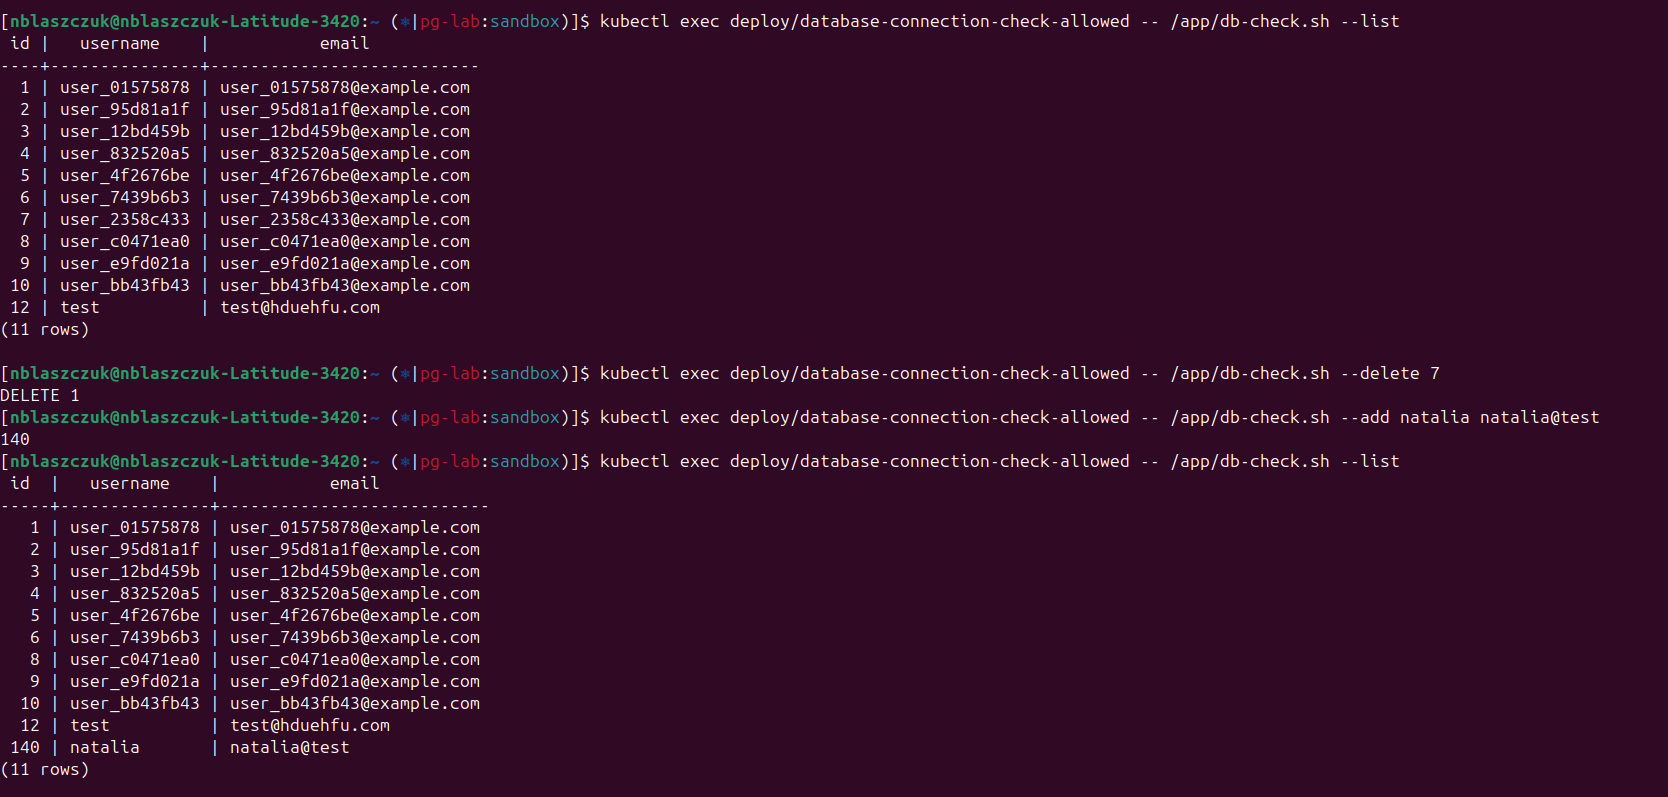 [nblaszczuk@nblaszczuk-Latitude-3420:~ (⎈|pg-lab:sandbox)]$ kubectl exec deploy/database-connection-check-allowed -- /app/db-check.sh --list
 id |   username    |           email
----+---------------+---------------------------
  1 | user_01575878 | user_01575878@example.com
  2 | user_95d81a1f | user_95d81a1f@example.com
  3 | user_12bd459b | user_12bd459b@example.com
  4 | user_832520a5 | user_832520a5@example.com
  5 | user_4f2676be | user_4f2676be@example.com
  6 | user_7439b6b3 | user_7439b6b3@example.com
  7 | user_2358c433 | user_2358c433@example.com
  8 | user_c0471ea0 | user_c0471ea0@example.com
  9 | user_e9fd021a | user_e9fd021a@example.com
 10 | user_bb43fb43 | user_bb43fb43@example.com
 12 | test          | test@hduehfu.com
(11 rows)

[nblaszczuk@nblaszczuk-Latitude-3420:~ (⎈|pg-lab:sandbox)]$ kubectl exec deploy/database-connection-check-allowed -- /app/db-check.sh --delete 7
DELETE 1
[nblaszczuk@nblaszczuk-Latitude-3420:~ (⎈|pg-lab:sandbox)]$ kubectl exec deploy/database-connection-check-allowed -- /app/db-check.sh --add natalia natalia@test
140
[nblaszczuk@nblaszczuk-Latitude-3420:~ (⎈|pg-lab:sandbox)]$ kubectl exec deploy/database-connection-check-allowed -- /app/db-check.sh --list
 id  |   username    |           email
-----+---------------+---------------------------
   1 | user_01575878 | user_01575878@example.com
   2 | user_95d81a1f | user_95d81a1f@example.com
   3 | user_12bd459b | user_12bd459b@example.com
   4 | user_832520a5 | user_832520a5@example.com
   5 | user_4f2676be | user_4f2676be@example.com
   6 | user_7439b6b3 | user_7439b6b3@example.com
   8 | user_c0471ea0 | user_c0471ea0@example.com
   9 | user_e9fd021a | user_e9fd021a@example.com
  10 | user_bb43fb43 | user_bb43fb43@example.com
  12 | test          | test@hduehfu.com
 140 | natalia       | natalia@test
(11 rows)